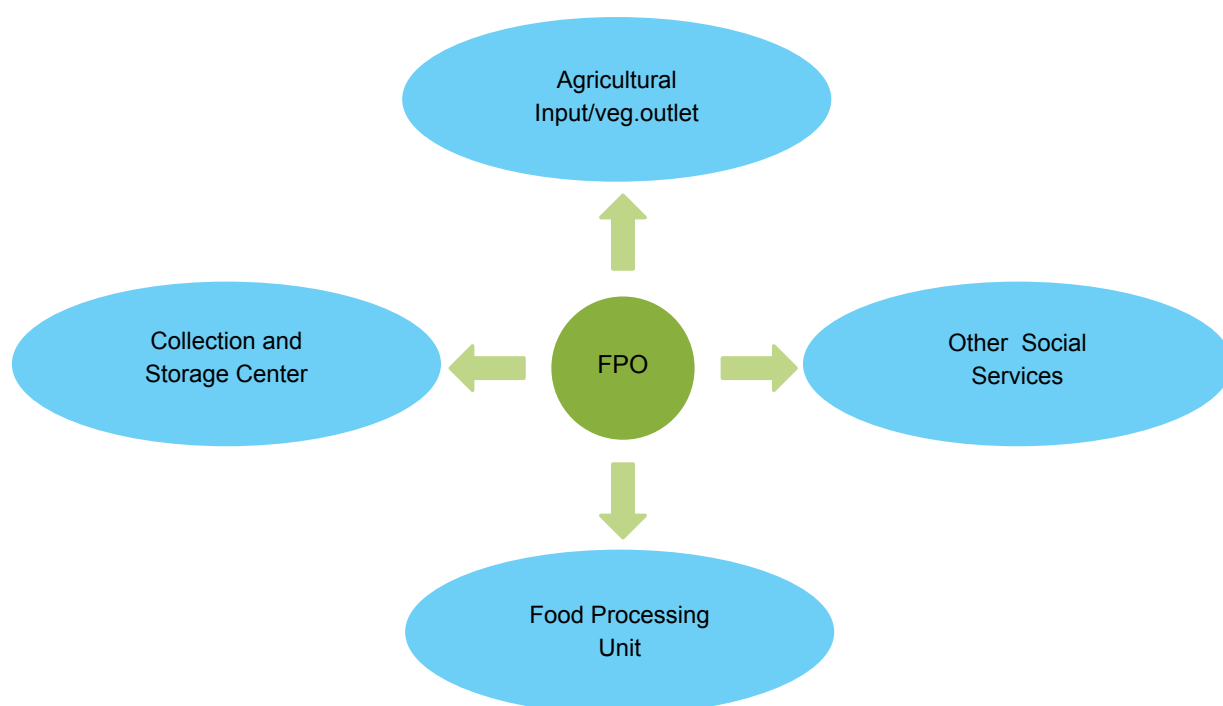 Agricultural
Input/veg.outlet
Collection and
Storage Center
FPO
Other Social
Services
Food Processing
Unit